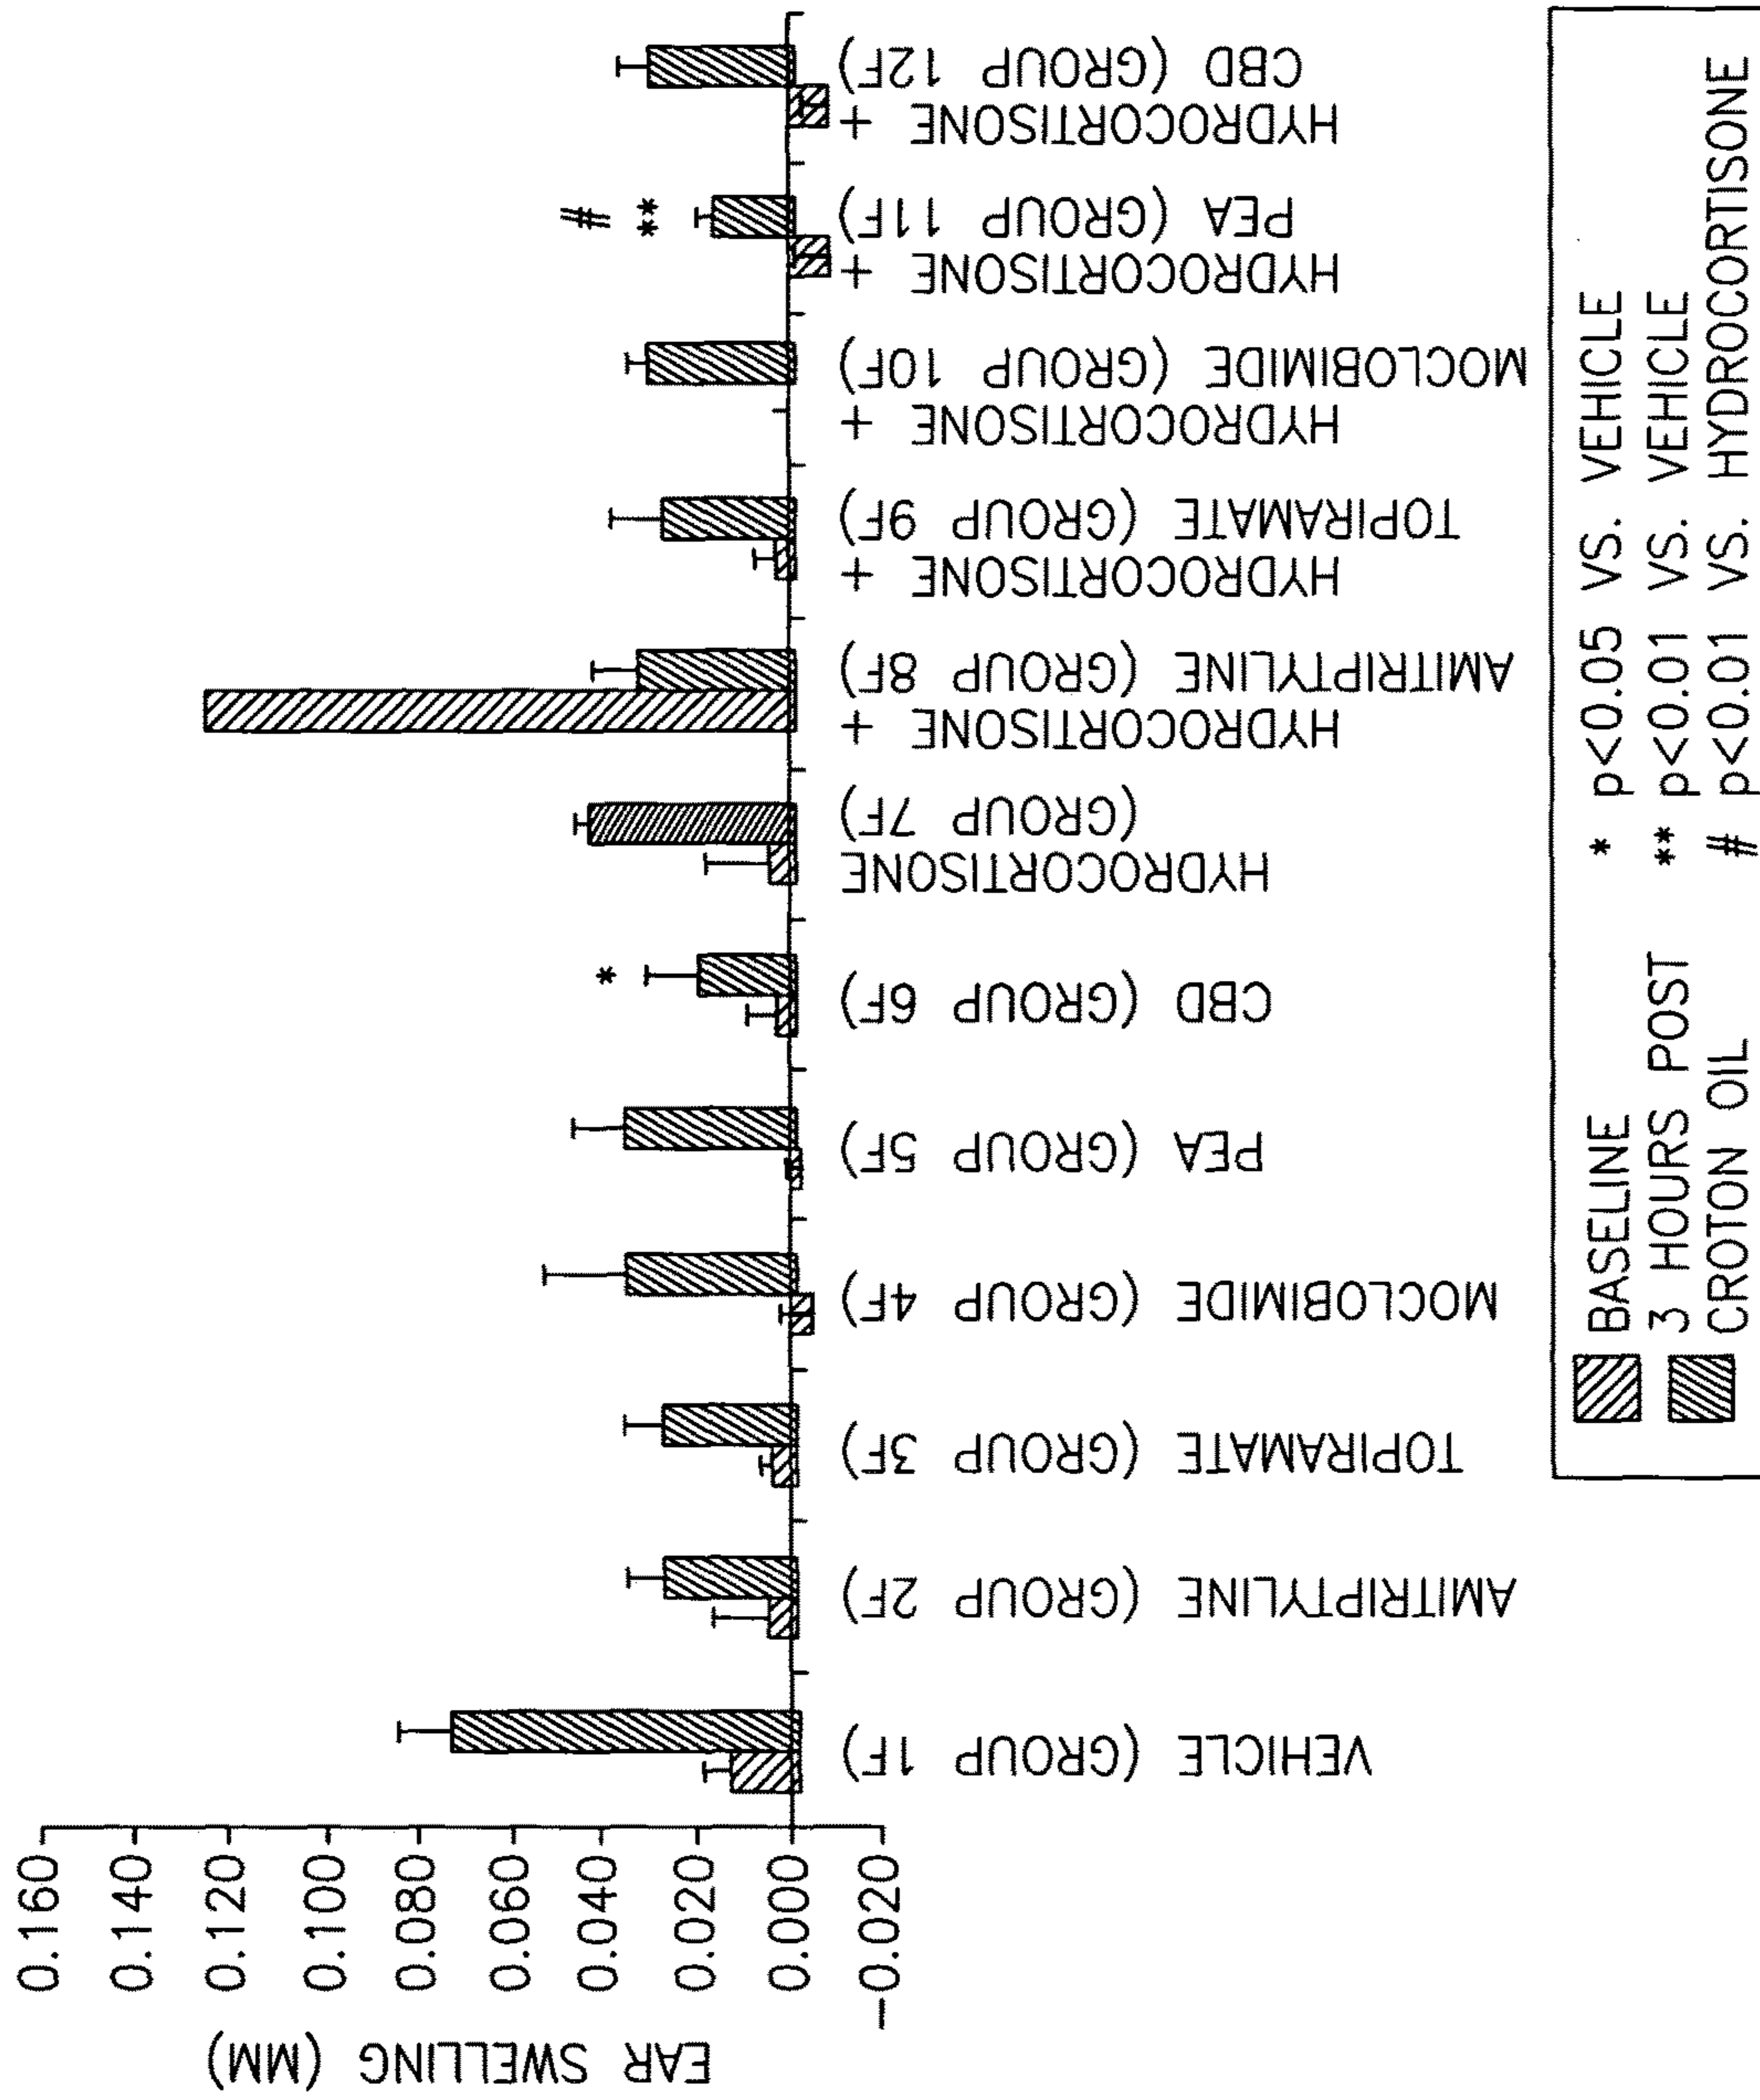 EAR SWELLING (MM)
0.160
0.140
0.120
0.100
0.080
0.060
0.040
0.020
0.000
-0.020
VEHICLE (GROUP 1F)
AMITRIPTYLINE (GROUP 2F)
TOPIRAMATE (GROUP 3F)
MOCLOBIMIDE (GROUP 4F)
PEA (GROUP 5F)
CBD (GROUP 6F)
*
HYDROCORTISONE
(GROUP 7F)
HYDROCORTISONE +
AMITRIPTYLINE (GROUP 8F)
HYDROCORTISONE +
TOPIRAMATE (GROUP 9F)
HYDROCORTISONE +
MOCLOBIMIDE (GROUP 10F)
#
**
HYDROCORTISONE +
PEA (GROUP 11F)
HYDROCORTISONE +
CBD (GROUP 12F)
BASELINE
3 HOURS POST
CROTON OIL
* p<0.05 VS. VEHICLE
** p<0.01 VS. VEHICLE
# p<0.01 VS. HYDROCORTISONE